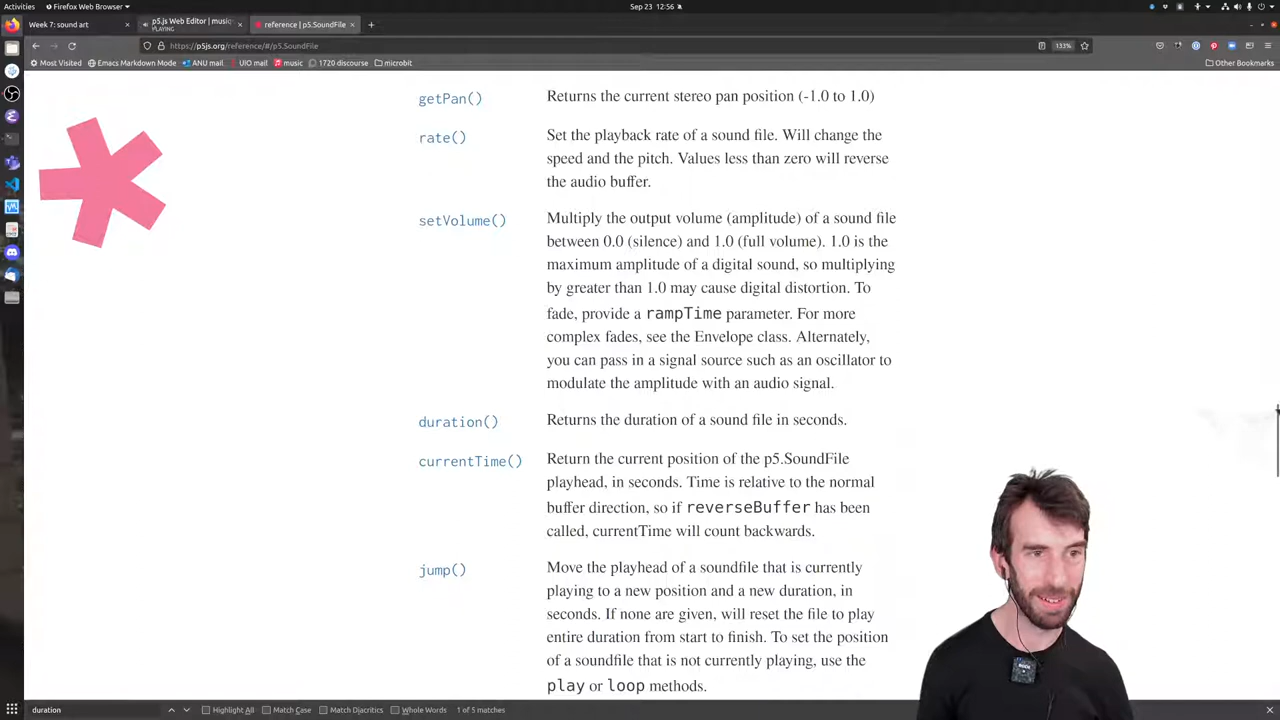 Activities
Firefox Web Browser
Sep 23 12:56
Week 7: sound art
p5.js Web Editor | musi
PLAYING
reference | p5.SoundFile
https://p5js.org/reference/#/p5.SoundFile
133%
Most Visited
Emacs Markdown Mode
ANU mail
UIO mail
music
1720 discourse
microbit
Other Bookmarks
getPan() Returns the current stereo pan position (-1.0 to 1.0)
rate() Set the playback rate of a sound file. Will change the
speed and the pitch. Values less than zero will reverse
the audio buffer.
setVolume() Multiply the output volume (amplitude) of a sound file
between 0.0 (silence) and 1.0 (full volume). 1.0 is the
maximum amplitude of a digital sound, so multiplying
by greater than 1.0 may cause digital distortion. To
fade, provide a rampTime parameter. For more
complex fades, see the Envelope class. Alternately,
you can pass in a signal source such as an oscillator to
modulate the amplitude with an audio signal.
duration() Returns the duration of a sound file in seconds.
currentTime() Return the current position of the p5.SoundFile
playhead, in seconds. Time is relative to the normal
buffer direction, so if reverseBuffer has been
called, currentTime will count backwards.
jump() Move the playhead of a soundfile that is currently
playing to a new position and a new duration, in
seconds. If none are given, will reset the file to play
entire duration from start to finish. To set the position
of a soundfile that is not currently playing, use the
play or loop methods.
duration
Highlight All
Match Case
Match Diacritics
Whole Words
1 of 5 matches